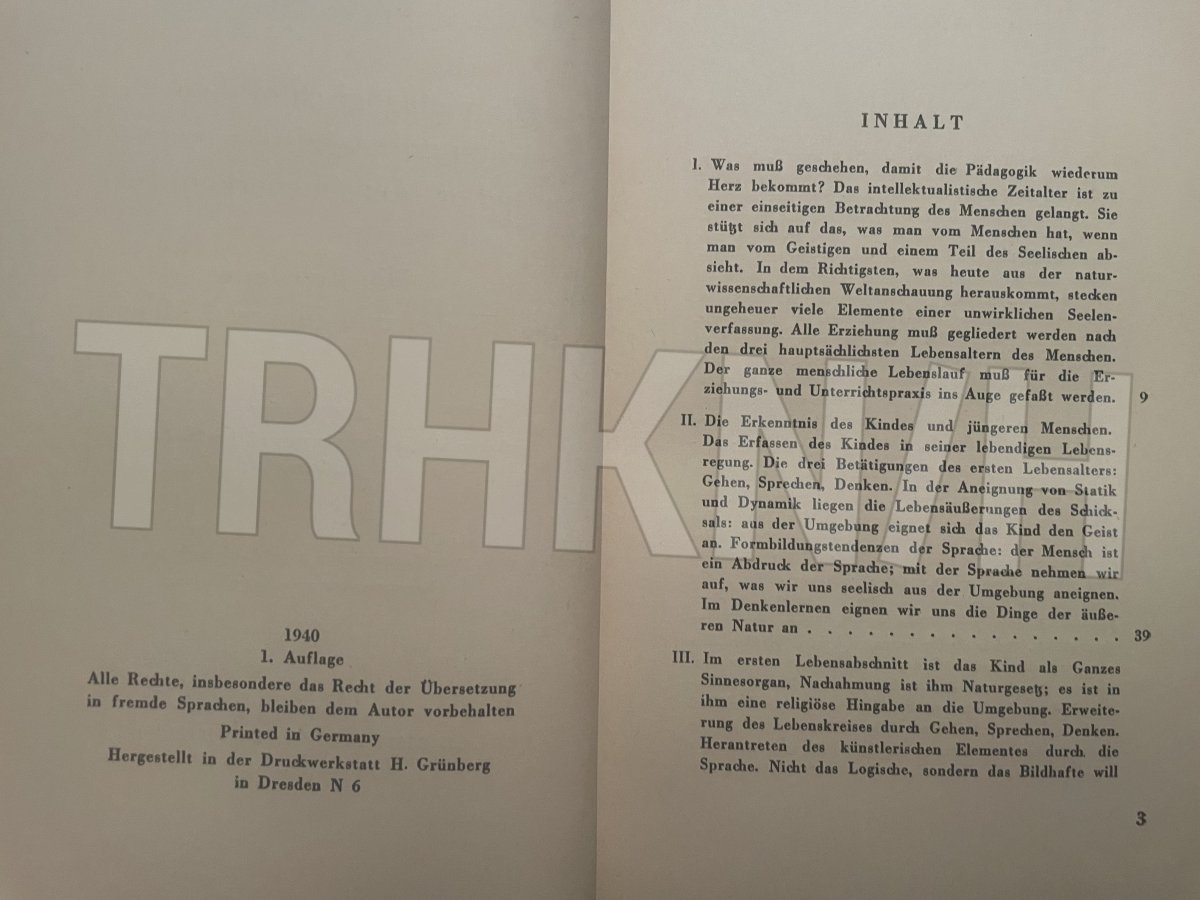 1940
1. Auflage
Alle Rechte, insbesondere das Recht der Übersetzung
in fremde Sprachen, bleiben dem Autor vorbehalten
Printed in Germany
Hergestellt in der Druckwerkstatt H. Grünberg
in Dresden N 6
INHALT
I. Was muß geschehen, damit die Pädagogik wiederum
Herz bekommt? Das intellektualistische Zeitalter ist zu
einer einseitigen Betrachtung des Menschen gelangt. Sie
stützt sich auf das, was man vom Menschen hat, wenn
man vom Geistigen und einem Teil des Seelischen ab-
sieht. In dem Richtigsten, was heute aus der natur-
wissenschaftlichen Weltanschauung herauskommt, stecken
ungeheuer viele Elemente einer unwirklichen Seelen-
verfassung. Alle Erziehung muß gegliedert werden nach
den drei hauptsächlichsten Lebensaltern des Menschen.
Der ganze menschliche Lebenslauf muß für die Er-
ziehungs- und Unterrichtspraxis ins Auge gefaßt werden. 9
II. Die Erkenntnis des Kindes und jüngeren Menschen.
Das Erfassen des Kindes in seiner lebendigen Lebens-
regung. Die drei Betätigungen des ersten Lebensalters:
Gehen, Sprechen, Denken. In der Aneignung von Statik
und Dynamik liegen die Lebensäußerungen des Schick-
sals: aus der Umgebung eignet sich das Kind den Geist
an. Formbildungstendenzen der Sprache: der Mensch ist
ein Abdruck der Sprache; mit der Sprache nehmen wir
auf, was wir uns seelisch aus der Umgebung aneignen.
Im Denkenlernen eignen wir uns die Dinge der äuße-
ren Natur an . . . . . . . . . . . . . . . . 39
III. Im ersten Lebensabschnitt ist das Kind als Ganzes
Sinnesorgan, Nachahmung ist ihm Naturgesetz; es ist in
ihm eine religiöse Hingabe an die Umgebung. Erweite-
rung des Lebenskreises durch Gehen, Sprechen, Denken.
Herantreten des künstlerischen Elementes durch die
Sprache. Nicht das Logische, sondern das Bildhafte will
3